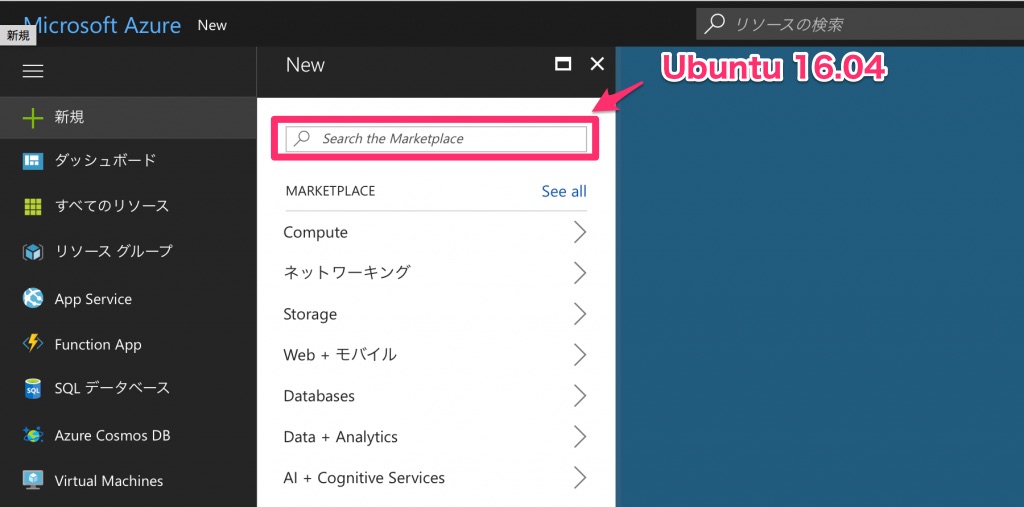 Microsoft Azure New
リソースの検索
新規
New
Ubuntu 16.04
新規
Search the Marketplace
ダッシュボード
MARKETPLACE See all
すべてのリソース
Compute
リソース グループ
ネットワーキング
App Service
Storage
Function App
Web + モバイル
SQL データベース
Databases
Azure Cosmos DB
Data + Analytics
Virtual Machines
AI + Cognitive Services